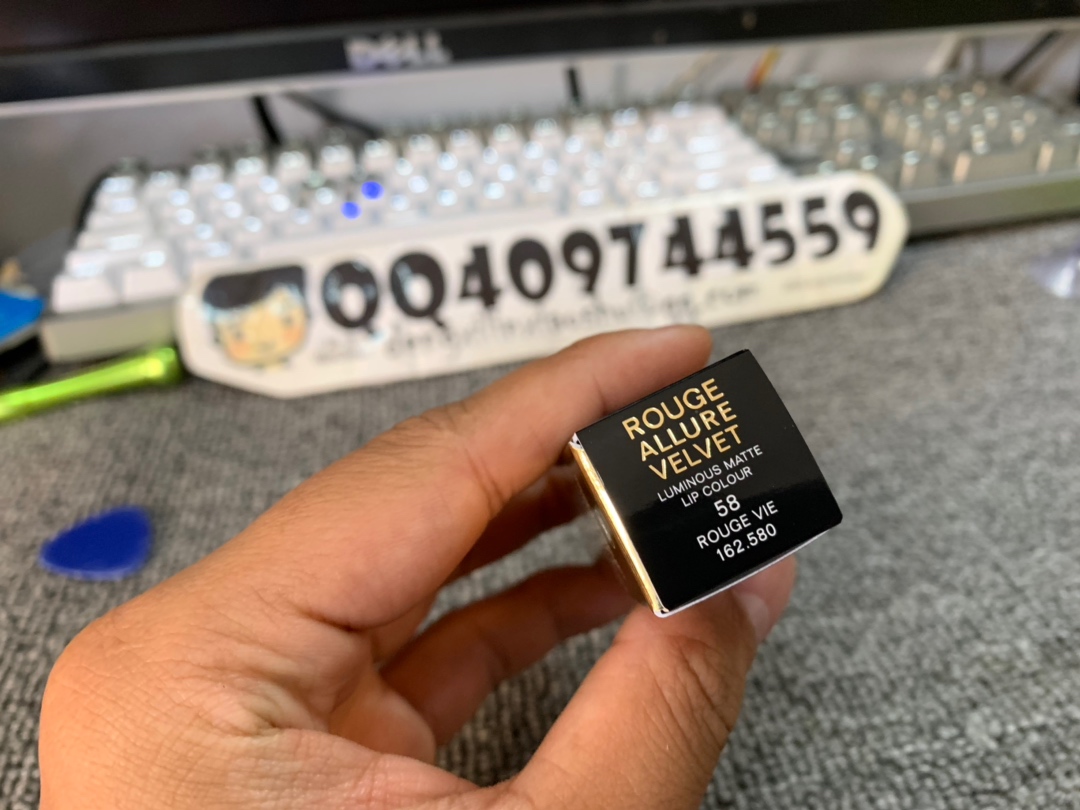 DELL
QQ409744559
ROUGE
ALLURE
VELVET
LUMINOUS MATTE
LIP COLOUR
58
ROUGE VIE
162.580